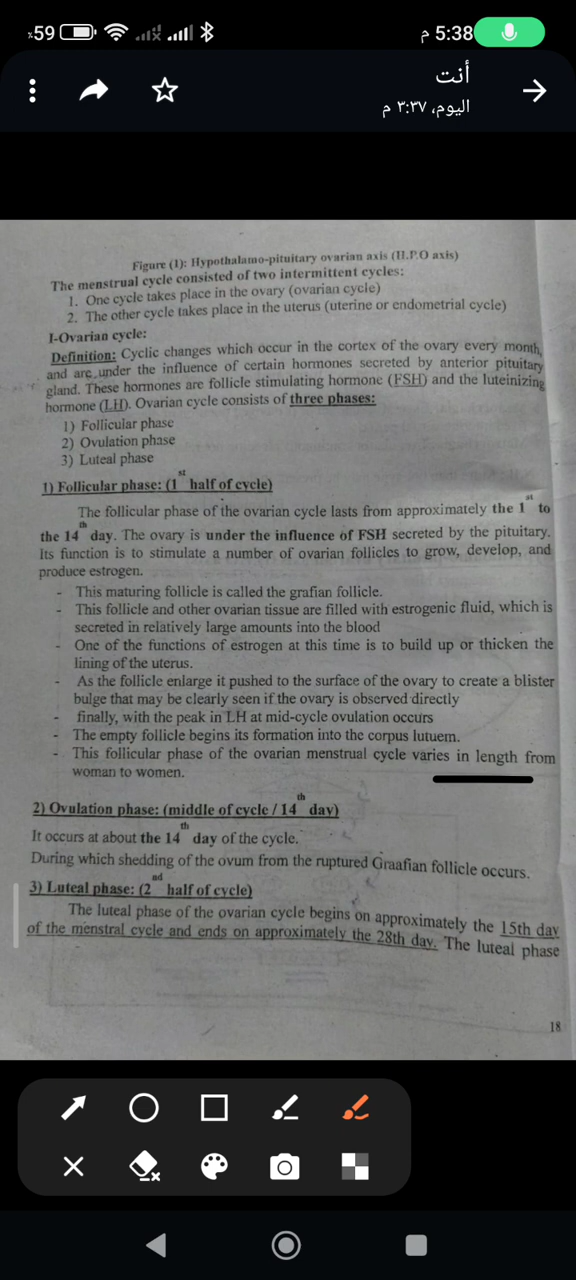 59%
5:38 م
أنت
اليوم، ٣:٣٧ م
Figure (1): Hypothalamo-pituitary ovarian axis (H.P.O axis)
The menstrual cycle consisted of two intermittent cycles:
1. One cycle takes place in the ovary (ovarian cycle)
2. The other cycle takes place in the uterus (uterine or endometrial cycle)
I-Ovarian cycle:
Definition: Cyclic changes which occur in the cortex of the ovary every month,
and are under the influence of certain hormones secreted by anterior pituitary
gland. These hormones are follicle stimulating hormone (FSH) and the luteinizing
hormone (LH). Ovarian cycle consists of three phases:
1) Follicular phase
2) Ovulation phase
3) Luteal phase
1) Follicular phase: (1st half of cycle)
The follicular phase of the ovarian cycle lasts from approximately the 1st to
the 14th day. The ovary is under the influence of FSH secreted by the pituitary.
Its function is to stimulate a number of ovarian follicles to grow, develop, and
produce estrogen.
- This maturing follicle is called the grafian follicle.
- This follicle and other ovarian tissue are filled with estrogenic fluid, which is
secreted in relatively large amounts into the blood
- One of the functions of estrogen at this time is to build up or thicken the
lining of the uterus.
- As the follicle enlarge it pushed to the surface of the ovary to create a blister
bulge that may be clearly seen if the ovary is observed directly
- finally, with the peak in LH at mid-cycle ovulation occurs
- The empty follicle begins its formation into the corpus lutuem.
- This follicular phase of the ovarian menstrual cycle varies in length from
woman to women.
2) Ovulation phase: (middle of cycle / 14th day)
It occurs at about the 14th day of the cycle.
During which shedding of the ovum from the ruptured Graafian follicle occurs.
3) Luteal phase: (2nd half of cycle)
The luteal phase of the ovarian cycle begins on approximately the 15th day
of the menstral cycle and ends on approximately the 28th day. The luteal phase
18